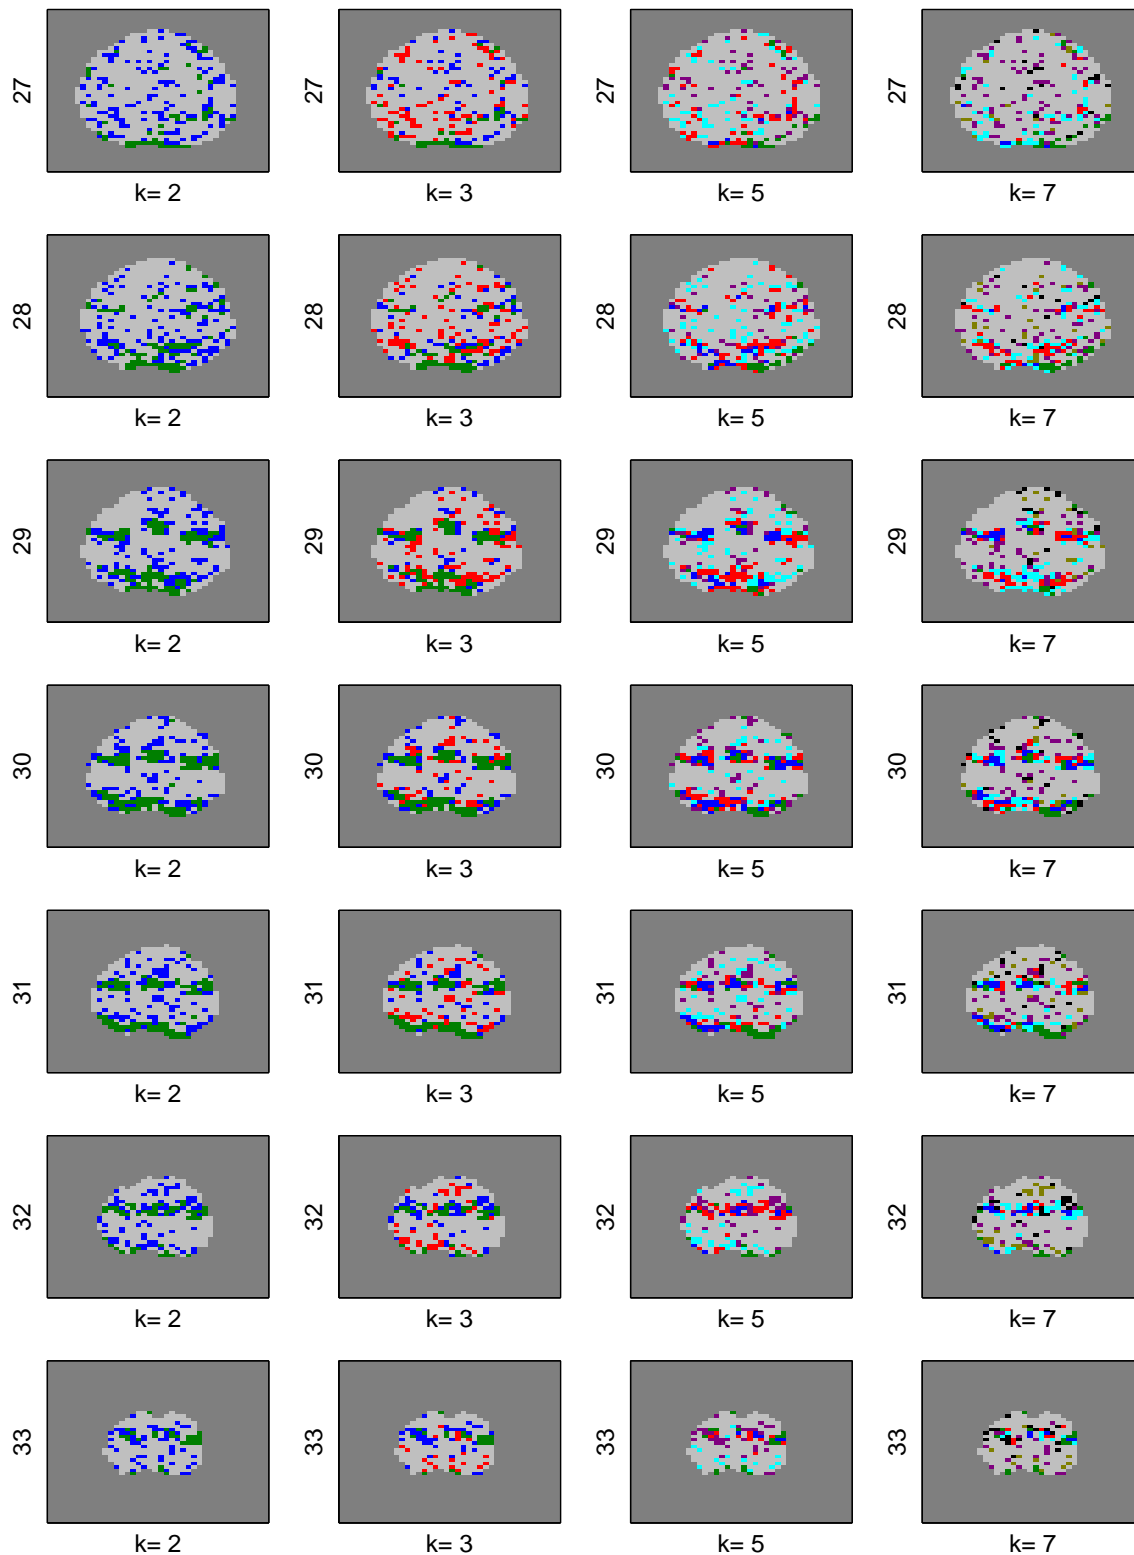 27
k= 2
27
k= 3
27
k= 5
27
k= 7
28
k= 2
28
k= 3
28
k= 5
28
k= 7
29
k= 2
29
k= 3
29
k= 5
29
k= 7
30
k= 2
30
k= 3
30
k= 5
30
k= 7
31
k= 2
31
k= 3
31
k= 5
31
k= 7
32
k= 2
32
k= 3
32
k= 5
32
k= 7
33
k= 2
33
k= 3
33
k= 5
33
k= 7